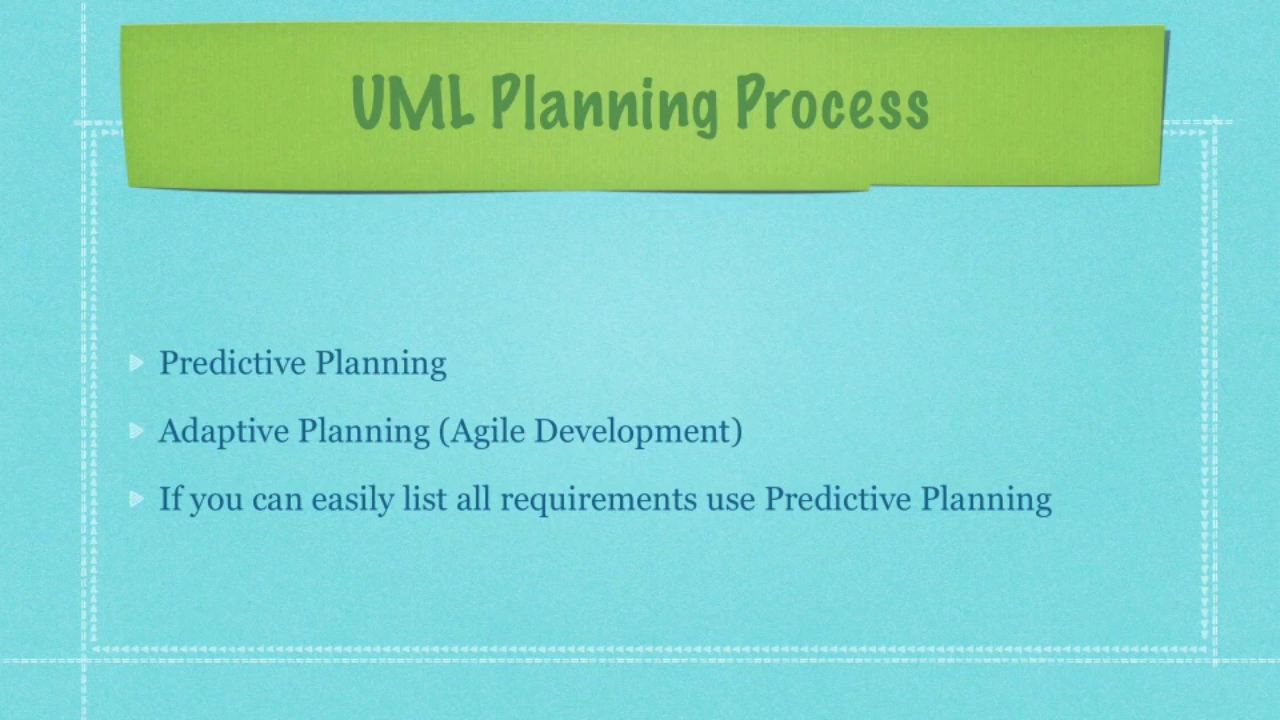 UML Planning Process
Predictive Planning
Adaptive Planning (Agile Development)
If you can easily list all requirements use Predictive Planning